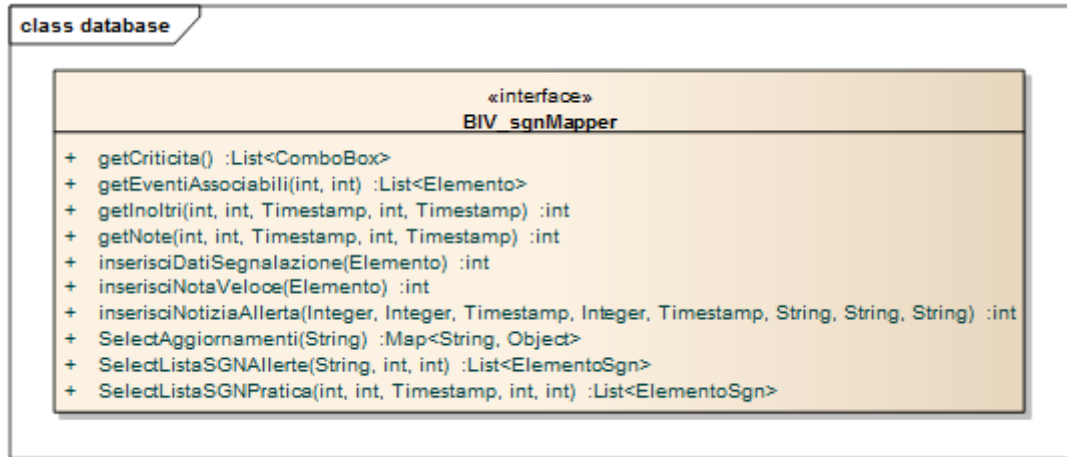 class database
«interface»
BIV_sgnMapper
+ getCriticita() :List<ComboBox>
+ getEventiAssociabili(int, int) :List<Elemento>
+ getInoltri(int, int, Timestamp, int, Timestamp) :int
+ getNote(int, int, Timestamp, int, Timestamp) :int
+ inserisciDatiSegnalazione(Elemento) :int
+ inserisciNotaVeloce(Elemento) :int
+ inserisciNotiziaAllerta(Integer, Integer, Timestamp, Integer, Timestamp, String, String, String) :int
+ SelectAggiornamenti(String) :Map<String, Object>
+ SelectListaSGNAllerte(String, int, int) :List<ElementoSgn>
+ SelectListaSGNPratica(int, int, Timestamp, int, int) :List<ElementoSgn>